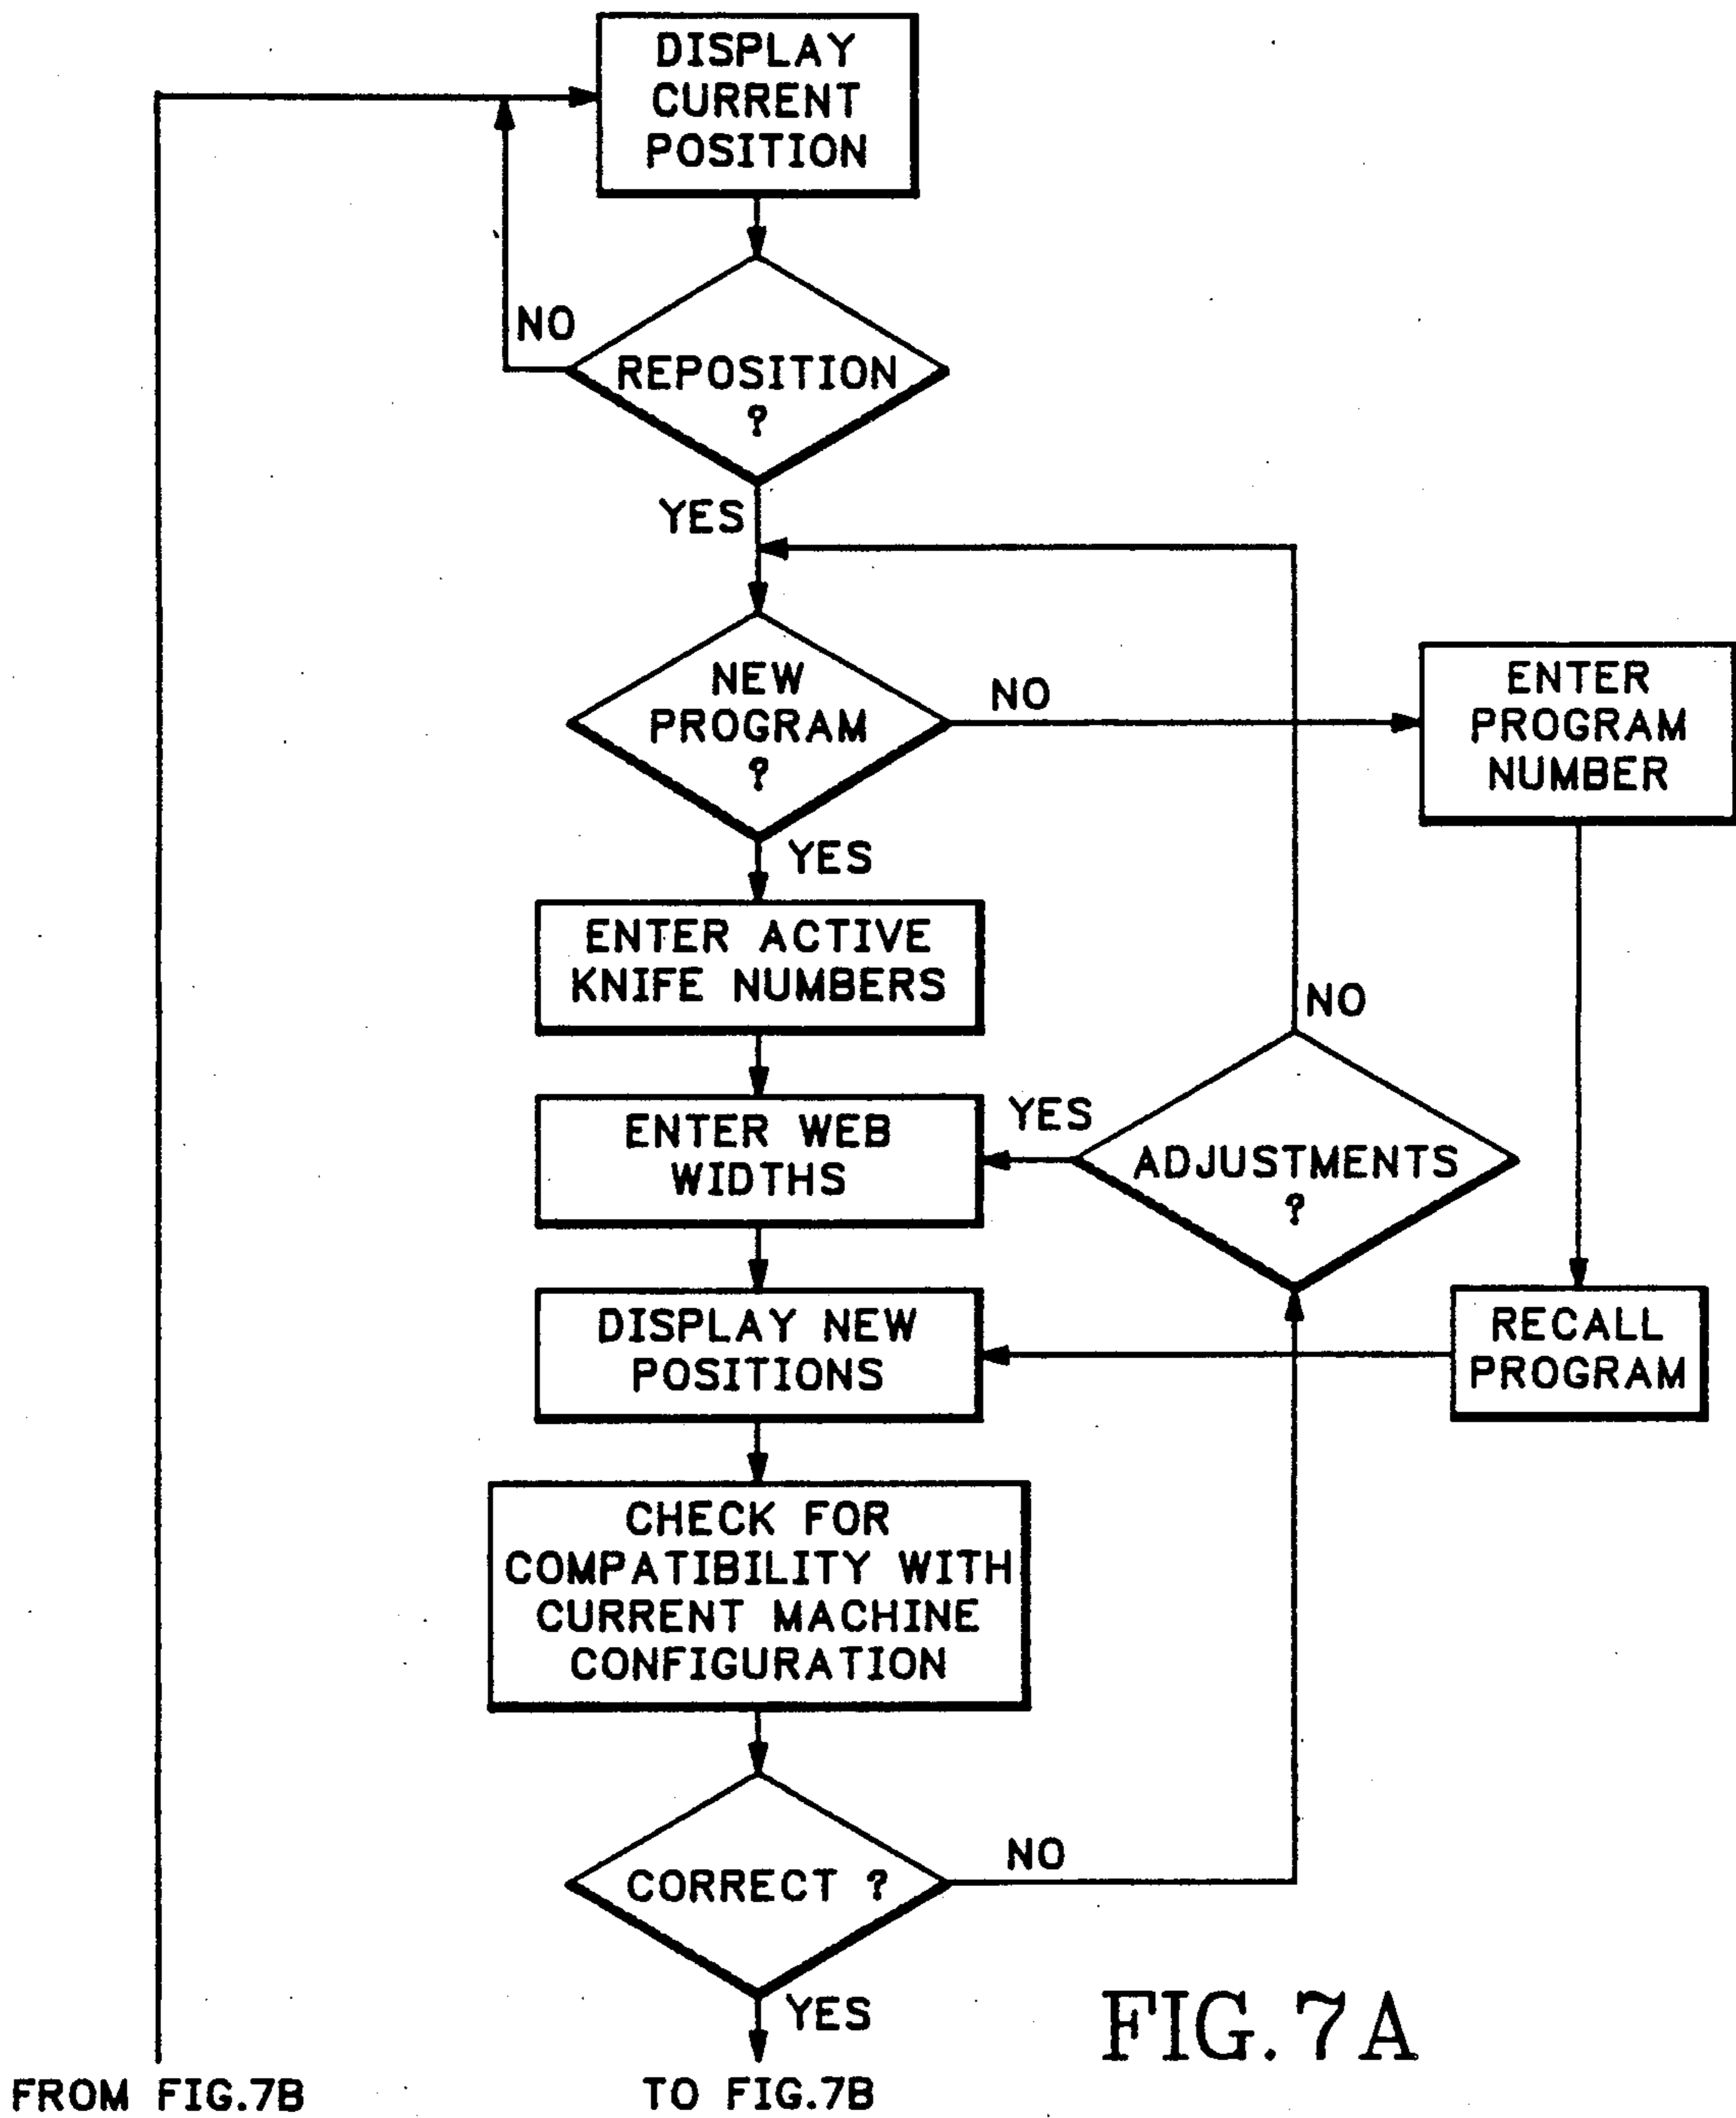 DISPLAY
CURRENT
POSITION
NO
REPOSITION
?
YES
NEW
PROGRAM
?
NO
ENTER
PROGRAM
NUMBER
YES
ENTER ACTIVE
KNIFE NUMBERS
NO
ENTER WEB
WIDTHS
YES
ADJUSTMENTS
?
DISPLAY NEW
POSITIONS
RECALL
PROGRAM
CHECK FOR
COMPATIBILITY WITH
CURRENT MACHINE
CONFIGURATION
CORRECT ?
NO
YES
FIG. 7A
FROM FIG.7B
TO FIG.7B